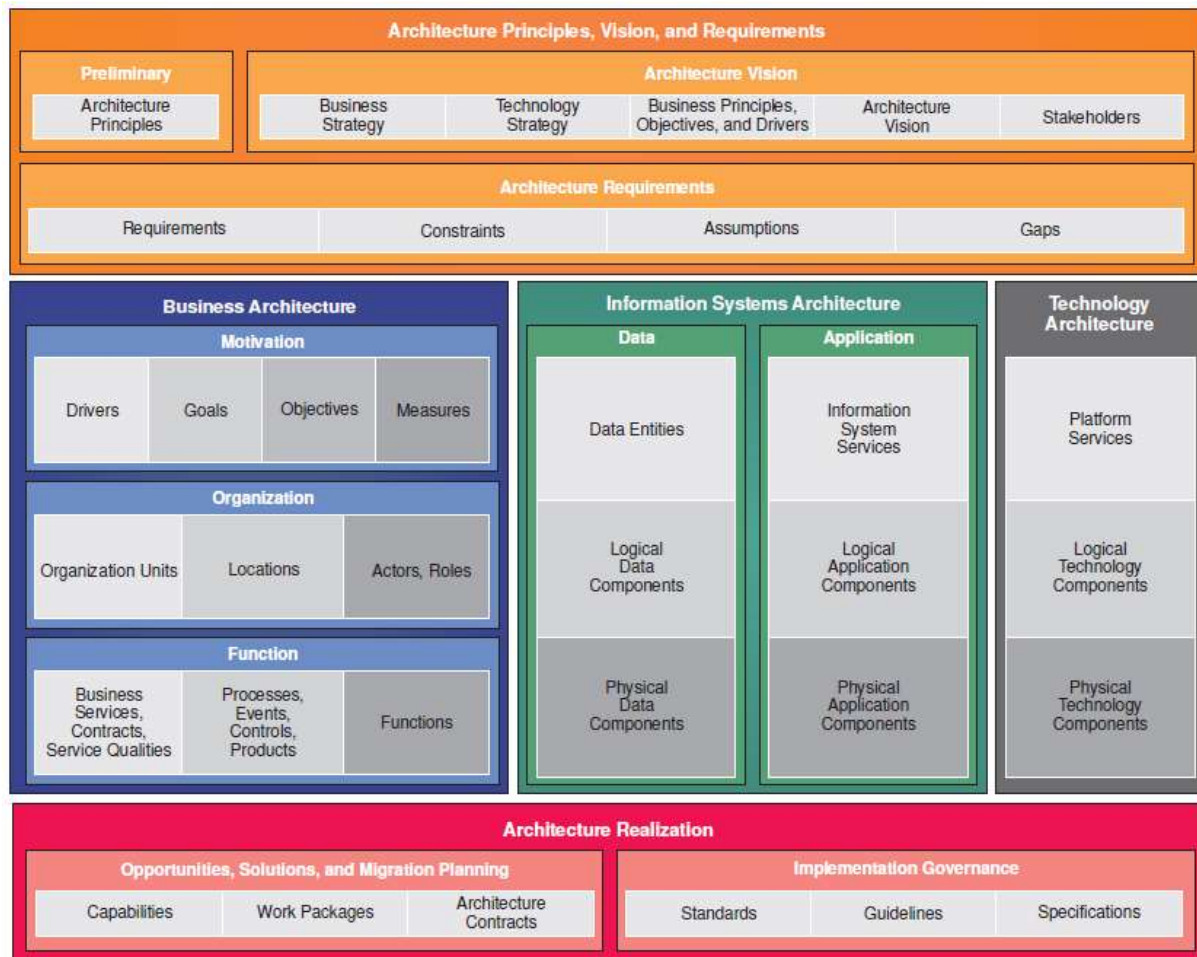 Architecture Principles, Vision, and Requirements
Preliminary
Architecture
Principles
Architecture Vision
Business
Strategy
Technology
Strategy
Business Principles,
Objectives, and Drivers
Architecture
Vision
Stakeholders
Architecture Requirements
Requirements
Constraints
Assumptions
Gaps
Business Architecture
Motivation
Drivers
Goals
Objectives
Measures
Organization
Organization Units
Locations
Actors, Roles
Function
Business
Services,
Contracts,
Service Qualities
Processes,
Events,
Controls,
Products
Functions
Information Systems Architecture
Data
Data Entities
Logical
Data
Components
Physical
Data
Components
Application
Information
System
Services
Logical
Application
Components
Physical
Application
Components
Technology
Architecture
Platform
Services
Logical
Technology
Components
Physical
Technology
Components
Architecture Realization
Opportunities, Solutions, and Migration Planning
Capabilities
Work Packages
Architecture
Contracts
Implementation Governance
Standards
Guidelines
Specifications